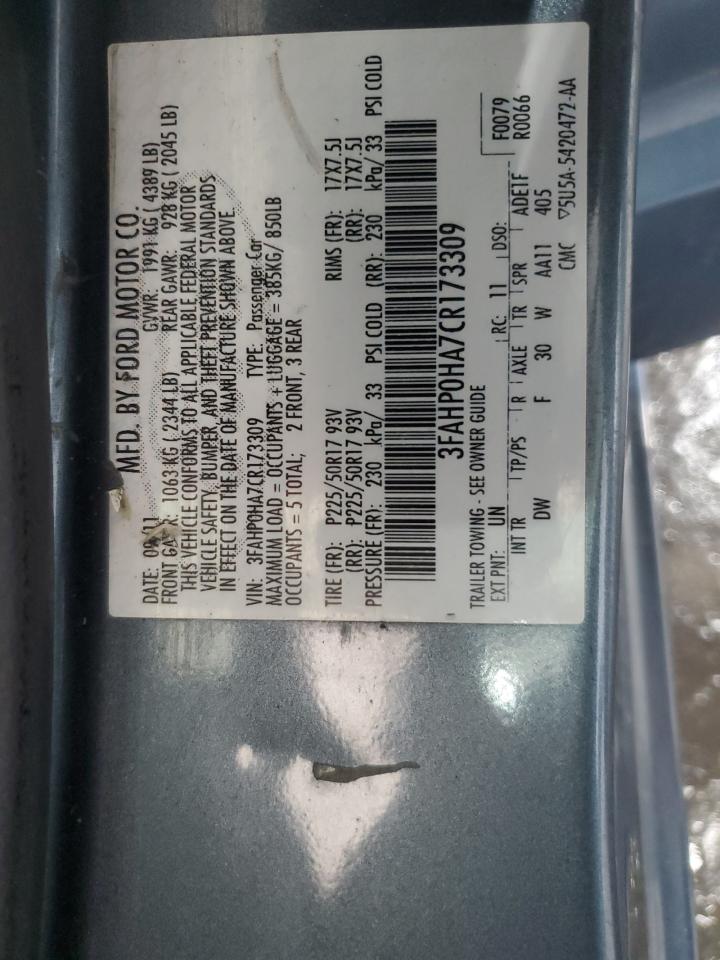 MFD. BY FORD MOTOR CO.
DATE: GVWR: 1991 KG ( 4389 LB)
FRONT GAWR: 1063 KG ( 2344 LB) REAR GAWR: 928 KG ( 2045 LB)
THIS VEHICLE CONFORMS TO ALL APPLICABLE FEDERAL MOTOR
VEHICLE SAFETY, BUMPER, AND THEFT PREVENTION STANDARDS
IN EFFECT ON THE DATE OF MANUFACTURE SHOWN ABOVE.
VIN: 3FAHP0HA7CR173309 TYPE: Passenger Car
MAXIMUM LOAD = OCCUPANTS + LUGGAGE = 385KG/ 850LB
OCCUPANTS = 5 TOTAL; 2 FRONT, 3 REAR
TIRE (FR): P225/50R17 93V RIMS (FR): 17X7.5J
(RR): P225/50R17 93V (RR): 17X7.5J
PRESSURE (FR): 230 kPa/ 33 PSI COLD (RR): 230 kPa/ 33 PSI COLD
3FAHP0HA7CR173309
TRAILER TOWING - SEE OWNER GUIDE F0079
EXT PNT: UN RC: 11 DSO: R0066
INT TR TP/PS R AXLE TR SPR ADE1F
DW F 30 W AA11 405
CMC ▽5U5A-5420472-AA